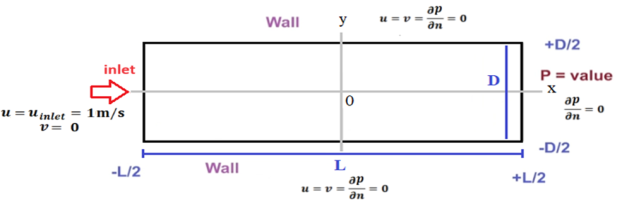 Wall
y
u = v = ∂p/∂n = 0
+D/2
inlet
D
P = value
x
0
u = u_inlet = 1m/s
v = 0
∂p/∂n = 0
-D/2
-L/2
Wall
L
+L/2
u = v = ∂p/∂n = 0